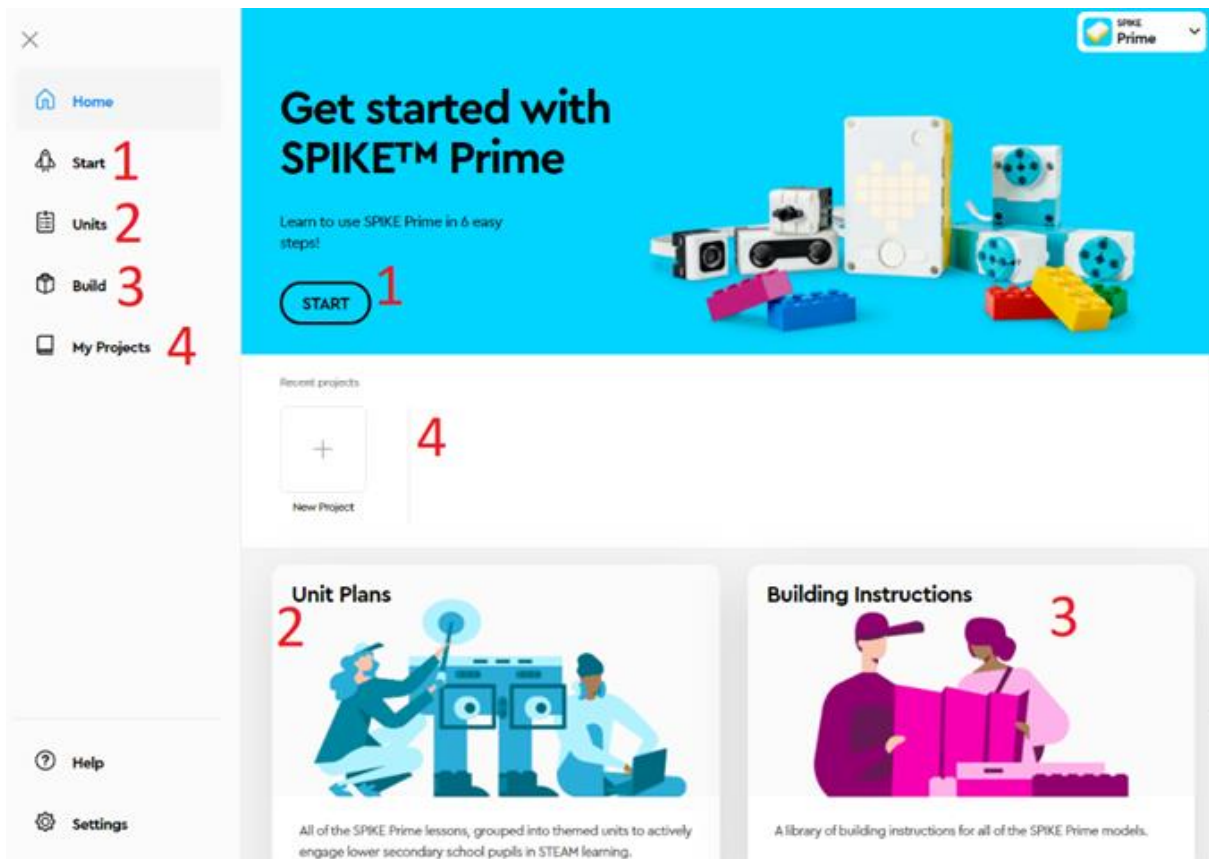 SPIKE
Prime
Home
Start 1
Units 2
Build 3
My Projects 4
Help
Settings
Get started with
SPIKE™ Prime
Learn to use SPIKE Prime in 6 easy
steps!
START 1
Recent projects
4
New Project
Unit Plans
2
All of the SPIKE Prime lessons, grouped into themed units to actively
engage lower secondary school pupils in STEAM learning.
Building Instructions
3
A library of building instructions for all of the SPIKE Prime models.